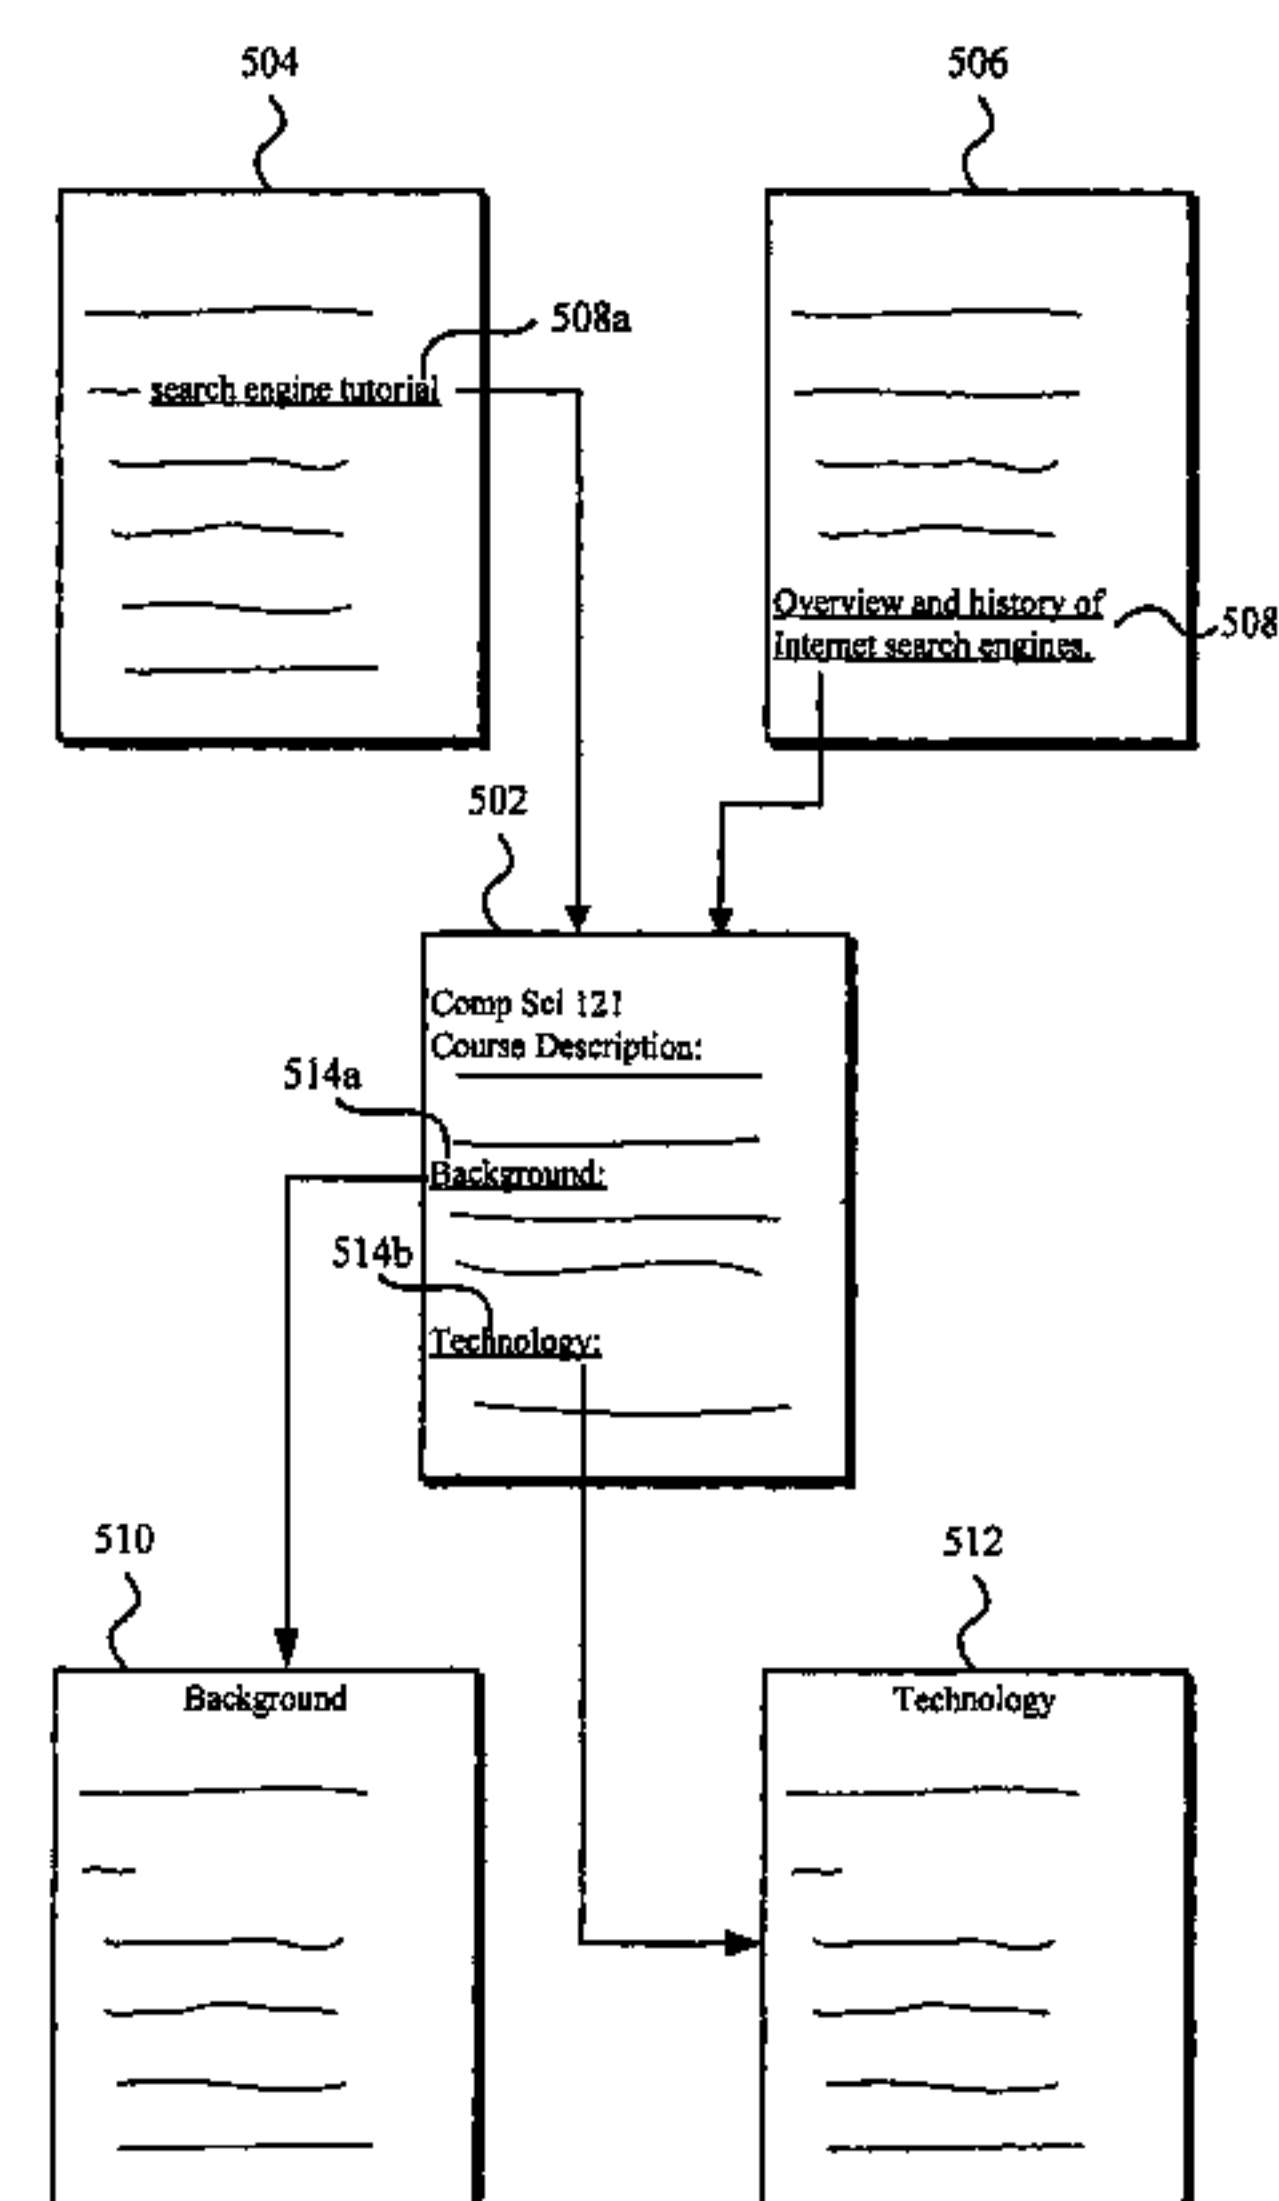 504
506
508a
search engine tutorial
Overview and history of
Internet search engines.
508
502
Comp Sci 121
Course Description:
514a
Background:
514b
Technology:
510
512
Background
Technology